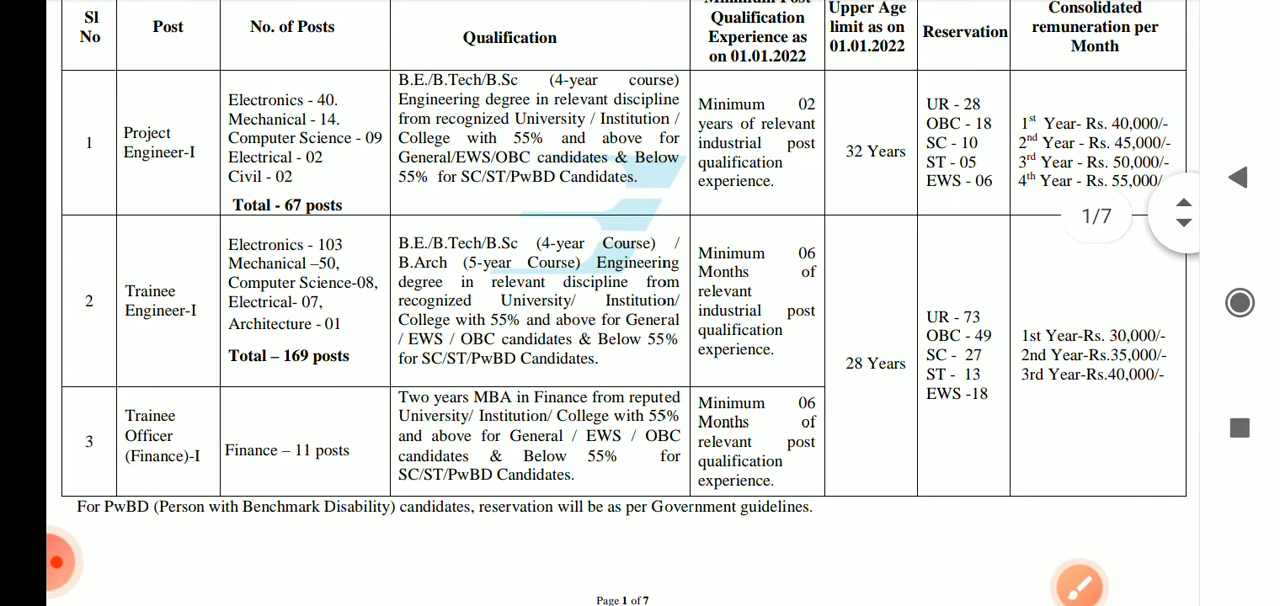 Sl
No
Post
No. of Posts
Qualification
Qualification
Experience as
on 01.01.2022
Upper Age
limit as on
01.01.2022
Reservation
Consolidated
remuneration per
Month
1
Project
Engineer-I
Electronics - 40.
Mechanical - 14.
Computer Science - 09
Electrical - 02
Civil - 02
Total - 67 posts
B.E./B.Tech/B.Sc (4-year course)
Engineering degree in relevant discipline
from recognized University / Institution /
College with 55% and above for
General/EWS/OBC candidates & Below
55% for SC/ST/PwBD Candidates.
Minimum 02
years of relevant
industrial post
qualification
experience.
32 Years
UR - 28
OBC - 18
SC - 10
ST - 05
EWS - 06
1st Year- Rs. 40,000/-
2nd Year - Rs. 45,000/-
3rd Year - Rs. 50,000/-
4th Year - Rs. 55,000/
1/7
2
Trainee
Engineer-I
Electronics - 103
Mechanical –50,
Computer Science-08,
Electrical- 07,
Architecture - 01
Total – 169 posts
B.E./B.Tech/B.Sc (4-year Course) /
B.Arch (5-year Course) Engineering
degree in relevant discipline from
recognized University/ Institution/
College with 55% and above for General
/ EWS / OBC candidates & Below 55%
for SC/ST/PwBD Candidates.
Minimum 06
Months of
relevant
industrial post
qualification
experience.
28 Years
UR - 73
OBC - 49
SC - 27
ST - 13
EWS -18
1st Year-Rs. 30,000/-
2nd Year-Rs.35,000/-
3rd Year-Rs.40,000/-
3
Trainee
Officer
(Finance)-I
Finance – 11 posts
Two years MBA in Finance from reputed
University/ Institution/ College with 55%
and above for General / EWS / OBC
candidates & Below 55% for
SC/ST/PwBD Candidates.
Minimum 06
Months of
relevant post
qualification
experience.
For PwBD (Person with Benchmark Disability) candidates, reservation will be as per Government guidelines.
Page 1 of 7